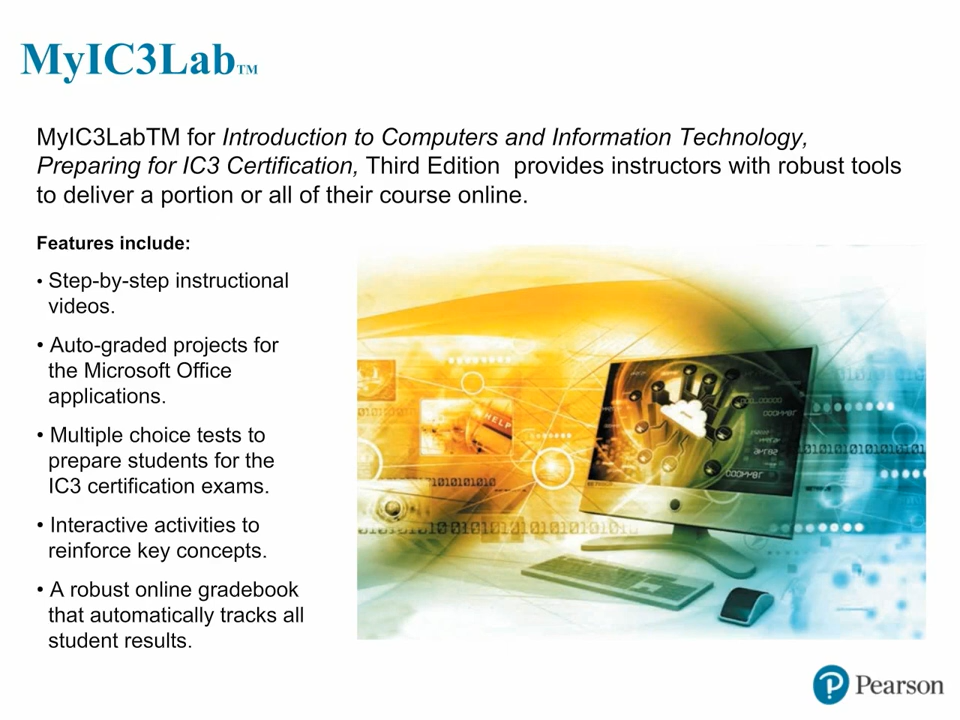 MyIC3Lab™
MyIC3LabTM for Introduction to Computers and Information Technology,
Preparing for IC3 Certification, Third Edition provides instructors with robust tools
to deliver a portion or all of their course online.
Features include:
• Step-by-step instructional
videos.
• Auto-graded projects for
the Microsoft Office
applications.
• Multiple choice tests to
prepare students for the
IC3 certification exams.
• Interactive activities to
reinforce key concepts.
• A robust online gradebook
that automatically tracks all
student results.
HELP
Pearson